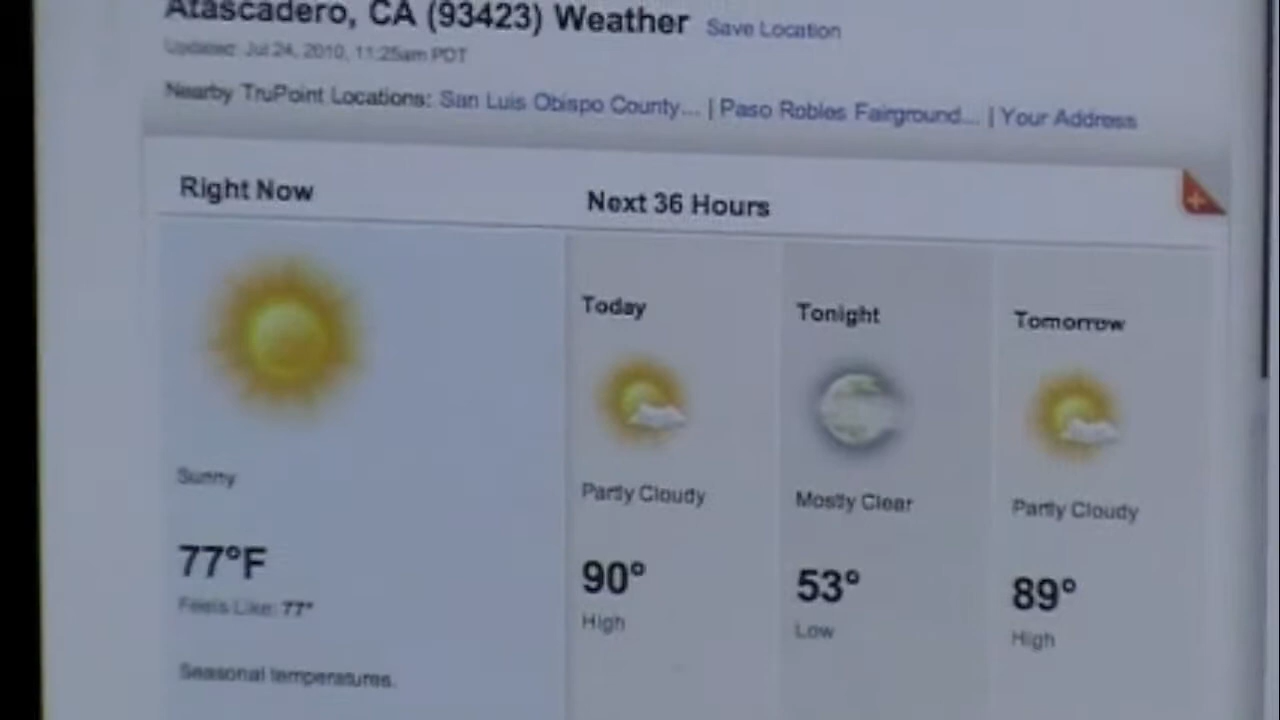 Atascadero, CA (93423) Weather Save Location
Updated: Jul 24, 2010, 11:25am PDT
Nearby TruPoint Locations: San Luis Obispo County... | Paso Robles Fairground... | Your Address
Right Now
Next 36 Hours
Today
Tonight
Tomorrow
Sunny
Partly Cloudy
Mostly Clear
Partly Cloudy
77°F
90°
53°
89°
Feels Like: 77°
High
Low
High
Seasonal temperatures.